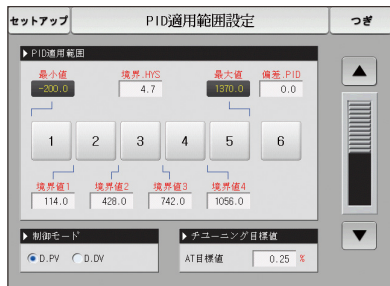 セットアップ PID適用範囲設定 つぎ
▶PID適用範囲
最小値 境界.HYS 最大値 偏差.PID
-200.0 4.7 1370.0 0.0
1 2 3 4 5 6
境界値1 境界値2 境界値3 境界値4
114.0 428.0 742.0 1056.0
▶制御モード ▶チューニング目標値
D.PV D.DV AT目標値 0.25 %